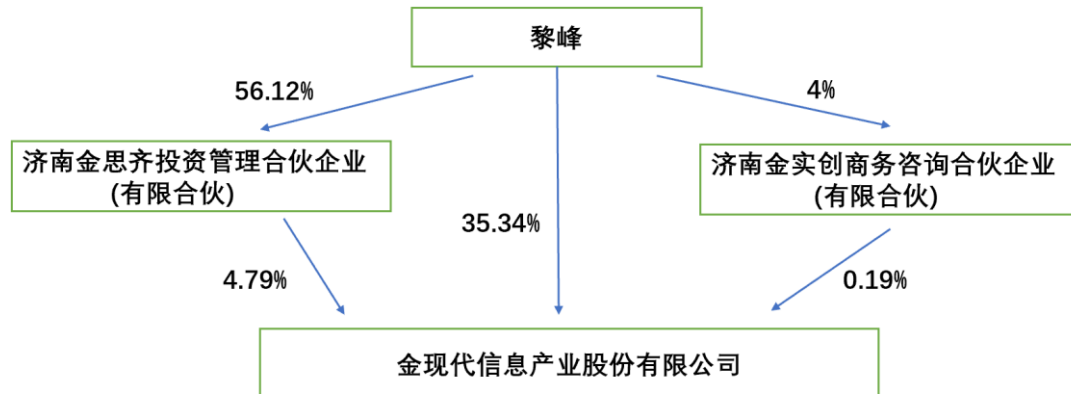 黎峰
56.12%
4%
济南金思齐投资管理合伙企业
(有限合伙)
济南金实创商务咨询合伙企业
(有限合伙)
35.34%
4.79%
0.19%
金现代信息产业股份有限公司